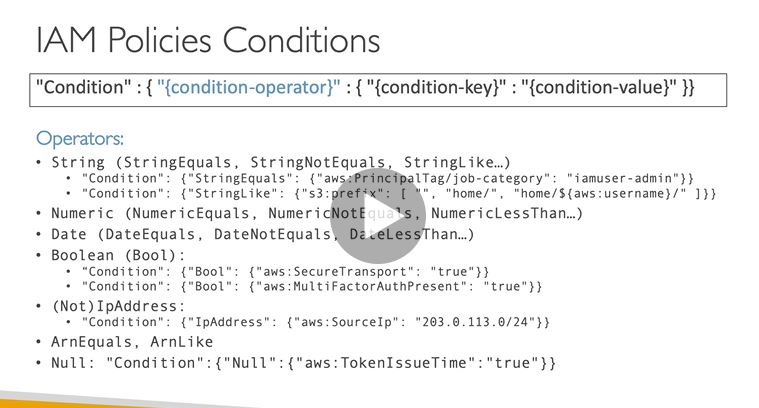 IAM Policies Conditions
"Condition" : { "{condition-operator}" : { "{condition-key}" : "{condition-value}" }}
Operators:
• String (StringEquals, StringNotEquals, StringLike…)
• "Condition": {"StringEquals": {"aws:PrincipalTag/job-category": "iamuser-admin"}}
• "Condition": {"StringLike": {"s3:prefix": [ "", "home/", "home/${aws:username}/" ]}}
• Numeric (NumericEquals, NumericNotEquals, NumericLessThan…)
• Date (DateEquals, DateNotEquals, DateLessThan…)
• Boolean (Bool):
• "Condition": {"Bool": {"aws:SecureTransport": "true"}}
• "Condition": {"Bool": {"aws:MultiFactorAuthPresent": "true"}}
• (Not)IpAddress:
• "Condition": {"IpAddress": {"aws:SourceIp": "203.0.113.0/24"}}
• ArnEquals, ArnLike
• Null: "Condition":{"Null":{"aws:TokenIssueTime":"true"}}